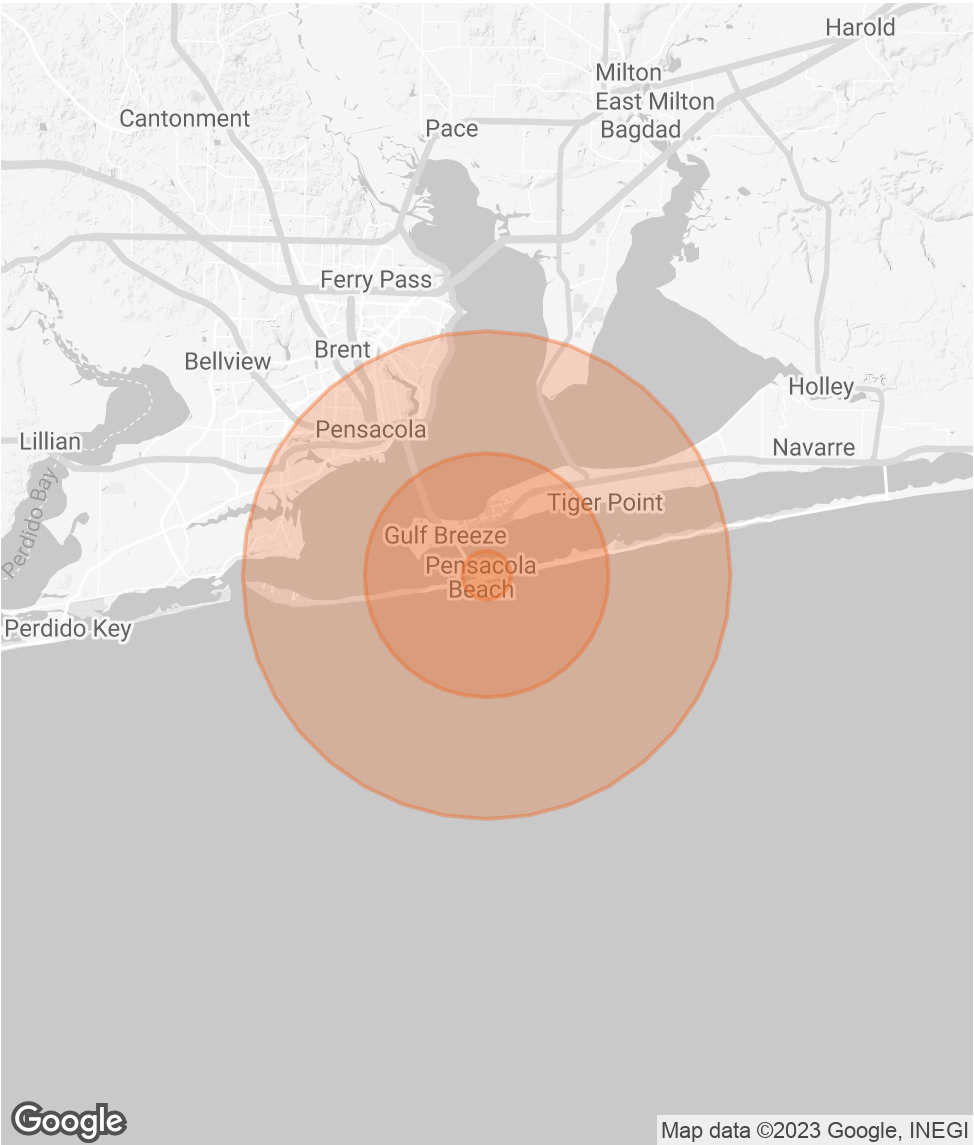 Harold
Milton
East Milton
Cantonment
Pace
Bagdad
Ferry Pass
Brent
Bellview
Holley
Pensacola
Lillian
Navarre
Perdido Bay
Tiger Point
Gulf Breeze
Pensacola
Beach
Perdido Key
Google
Map data ©2023 Google, INEGI